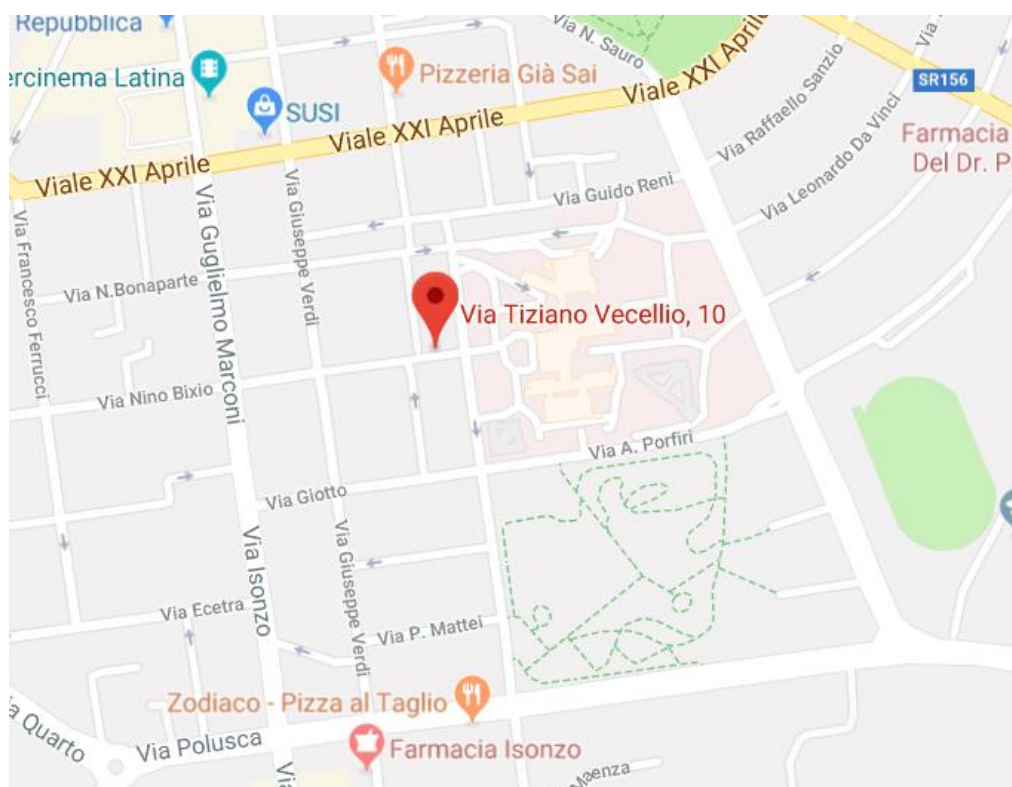 Repubblica
ercinema Latina
SUSI
Pizzeria Già Sai
Via N. Sauro
Viale XXI Aprile
Viale XXI Aprile
Viale XXI Aprile
SR156
Farmacia
Del Dr. P
Via Raffaello Sanzio
Via Leonardo Da Vinci
Via
Via Guido Reni
Via Francesco Ferrucci
Via Guglielmo Marconi
Via Giuseppe Verdi
Via N.Bonaparte
Via Tiziano Vecellio, 10
Via Nino Bixio
Via A. Porfiri
Via Giotto
Via Isonzo
Via Giuseppe Verdi
Via Ecetra
Via P. Mattei
Zodiaco - Pizza al Taglio
a Quarto
Via Polusca
Farmacia Isonzo
Via
Maenza